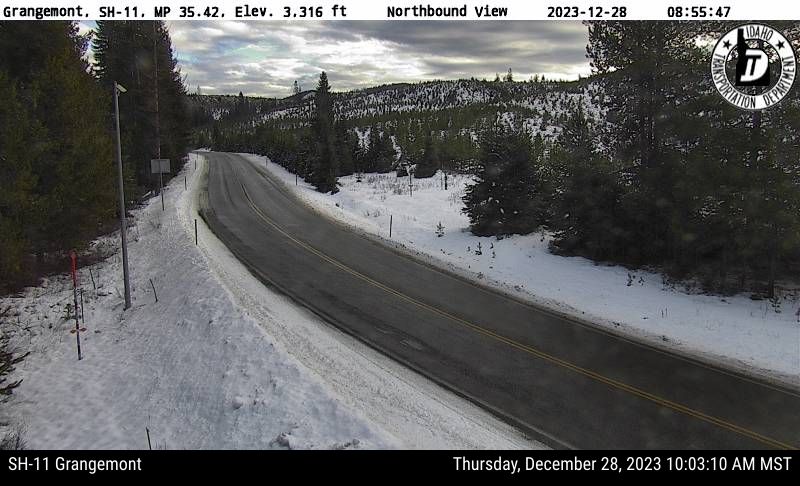 Grangemont, SH-11, MP 35.42, Elev. 3,316 ft Northbound View 2023-12-28 08:55:47
IDAHO
TRANSPORTATION DEPARTMENT
SH-11 Grangemont Thursday, December 28, 2023 10:03:10 AM MST